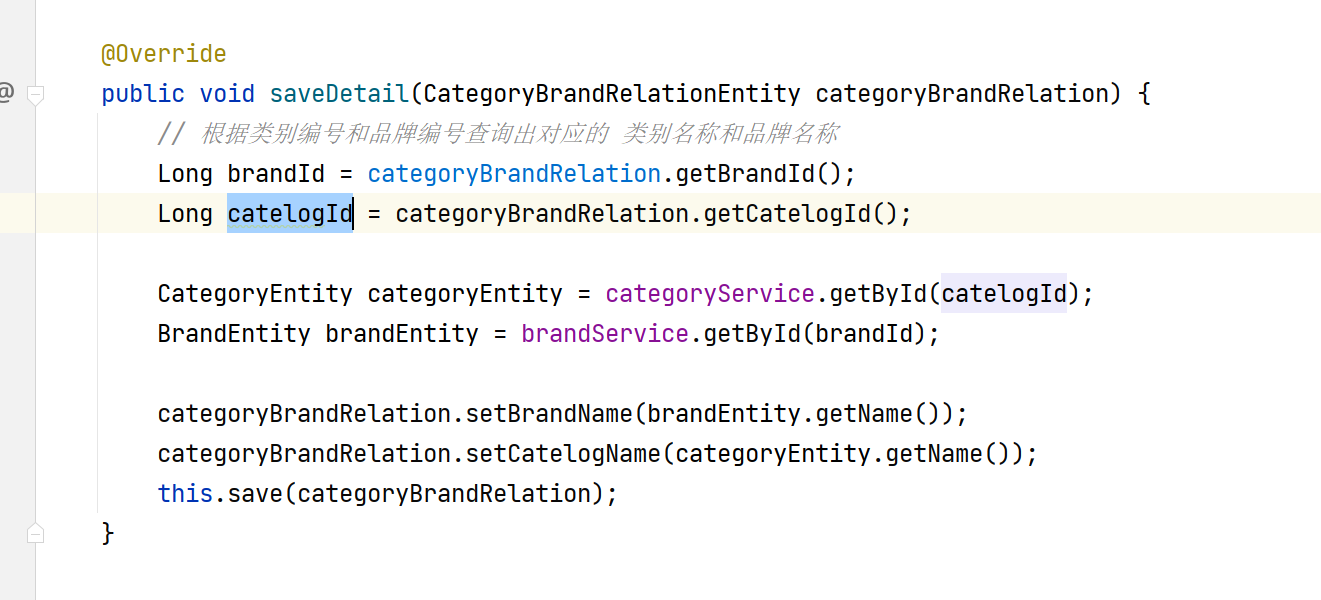 @Override
@
public void saveDetail(CategoryBrandRelationEntity categoryBrandRelation) {
// 根据类别编号和品牌编号查询出对应的 类别名称和品牌名称
Long brandId = categoryBrandRelation.getBrandId();
Long catelogId = categoryBrandRelation.getCatelogId();
CategoryEntity categoryEntity = categoryService.getById(catelogId);
BrandEntity brandEntity = brandService.getById(brandId);
categoryBrandRelation.setBrandName(brandEntity.getName());
categoryBrandRelation.setCatelogName(categoryEntity.getName());
this.save(categoryBrandRelation);
}